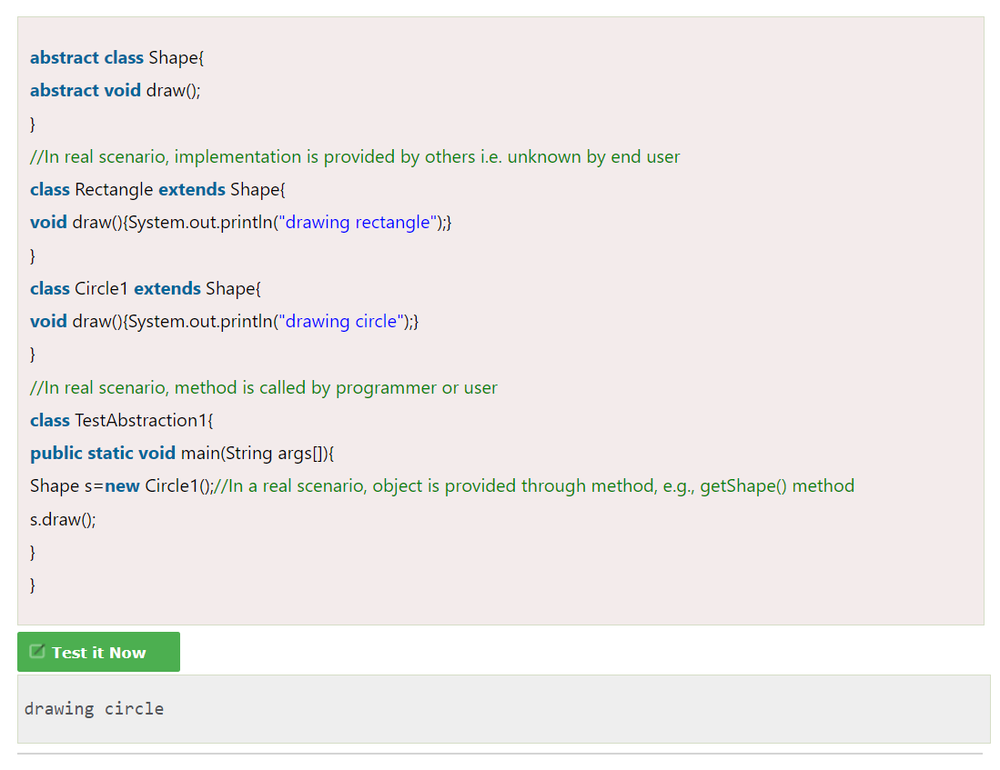 abstract class Shape{
abstract void draw();
}
//In real scenario, implementation is provided by others i.e. unknown by end user
class Rectangle extends Shape{
void draw(){System.out.println("drawing rectangle");}
}
class Circle1 extends Shape{
void draw(){System.out.println("drawing circle");}
}
//In real scenario, method is called by programmer or user
class TestAbstraction1{
public static void main(String args[]){
Shape s=new Circle1();//In a real scenario, object is provided through method, e.g., getShape() method
s.draw();
}
}
Test it Now
drawing circle